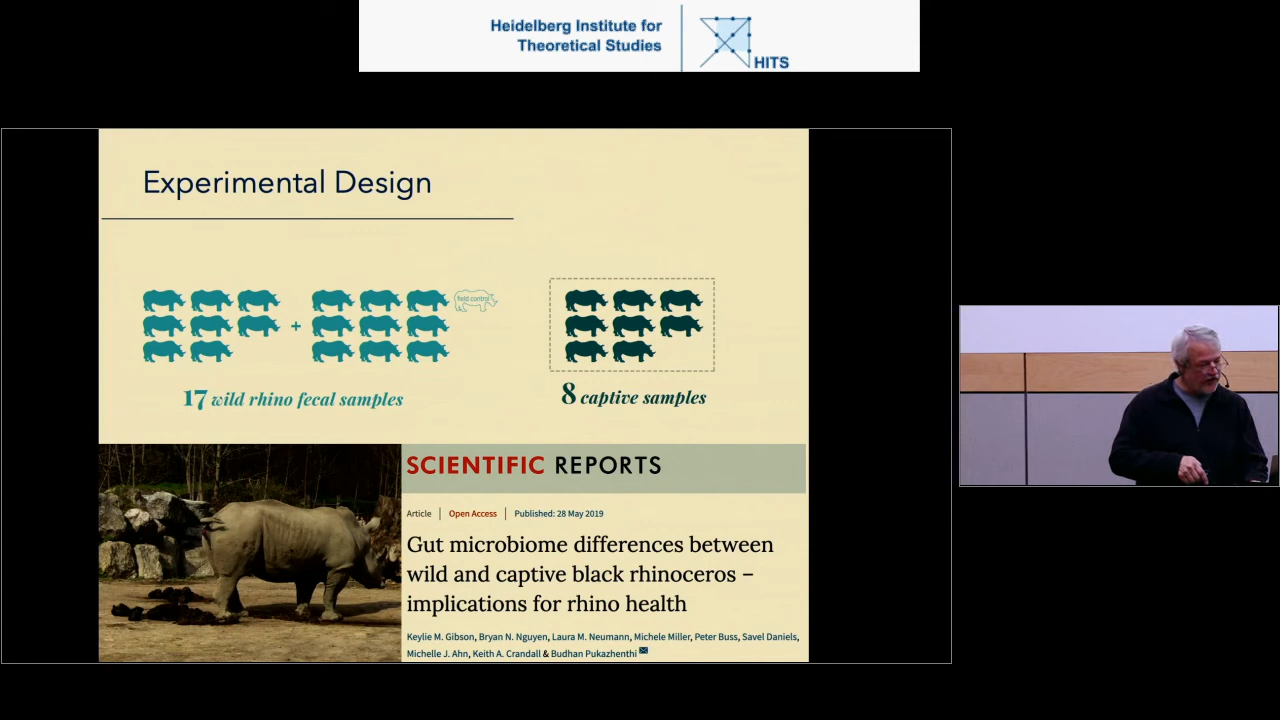 Heidelberg Institute for
Theoretical Studies
HITS
Experimental Design
field control
+
17 wild rhino fecal samples
8 captive samples
SCIENTIFIC REPORTS
Article | Open Access | Published: 28 May 2019
Gut microbiome differences between
wild and captive black rhinoceros –
implications for rhino health
Keylie M. Gibson, Bryan N. Nguyen, Laura M. Neumann, Michele Miller, Peter Buss, Savel Daniels,
Michelle J. Ahn, Keith A. Crandall & Budhan Pukazhenthi